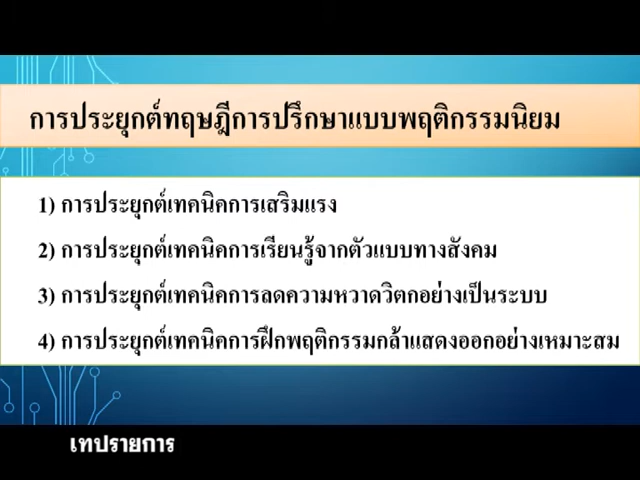 การประยุกต์ทฤษฎีการปรึกษาแบบพฤติกรรมนิยม
1) การประยุกต์เทคนิคการเสริมแรง
2) การประยุกต์เทคนิคการเรียนรู้จากตัวแบบทางสังคม
3) การประยุกต์เทคนิคการลดความหวาดวิตกอย่างเป็นระบบ
4) การประยุกต์เทคนิคการฝึกพฤติกรรมกล้าแสดงออกอย่างเหมาะสม
เทปรายการ